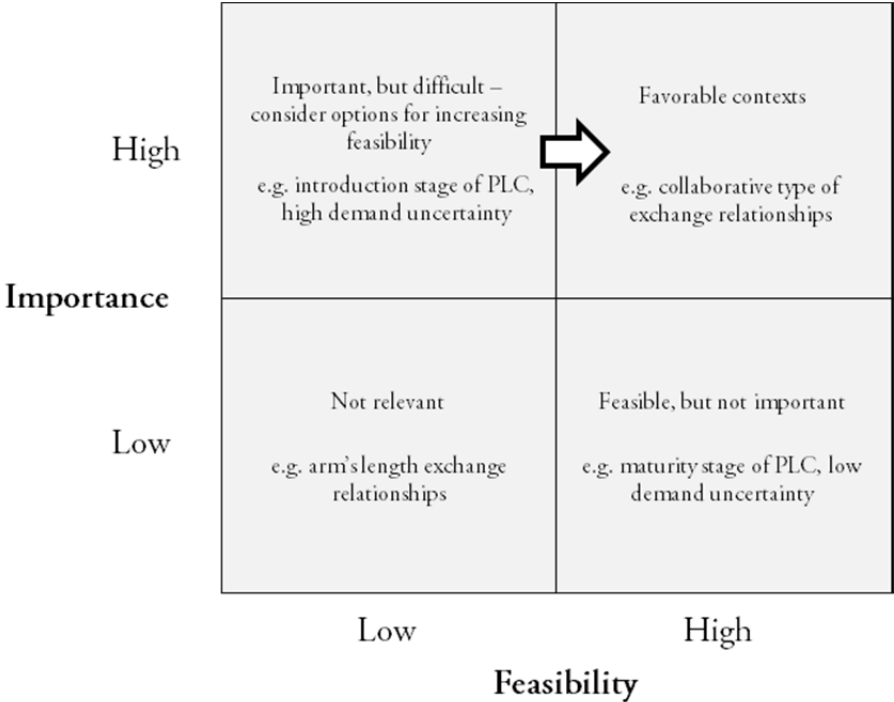 Important, but difficult –
consider options for increasing
feasibility
e.g. introduction stage of PLC,
high demand uncertainty
Favorable contexts
e.g. collaborative type of
exchange relationships
High
Importance
Not relevant
e.g. arm's length exchange
relationships
Feasible, but not important
e.g. maturity stage of PLC, low
demand uncertainty
Low
Low
High
Feasibility